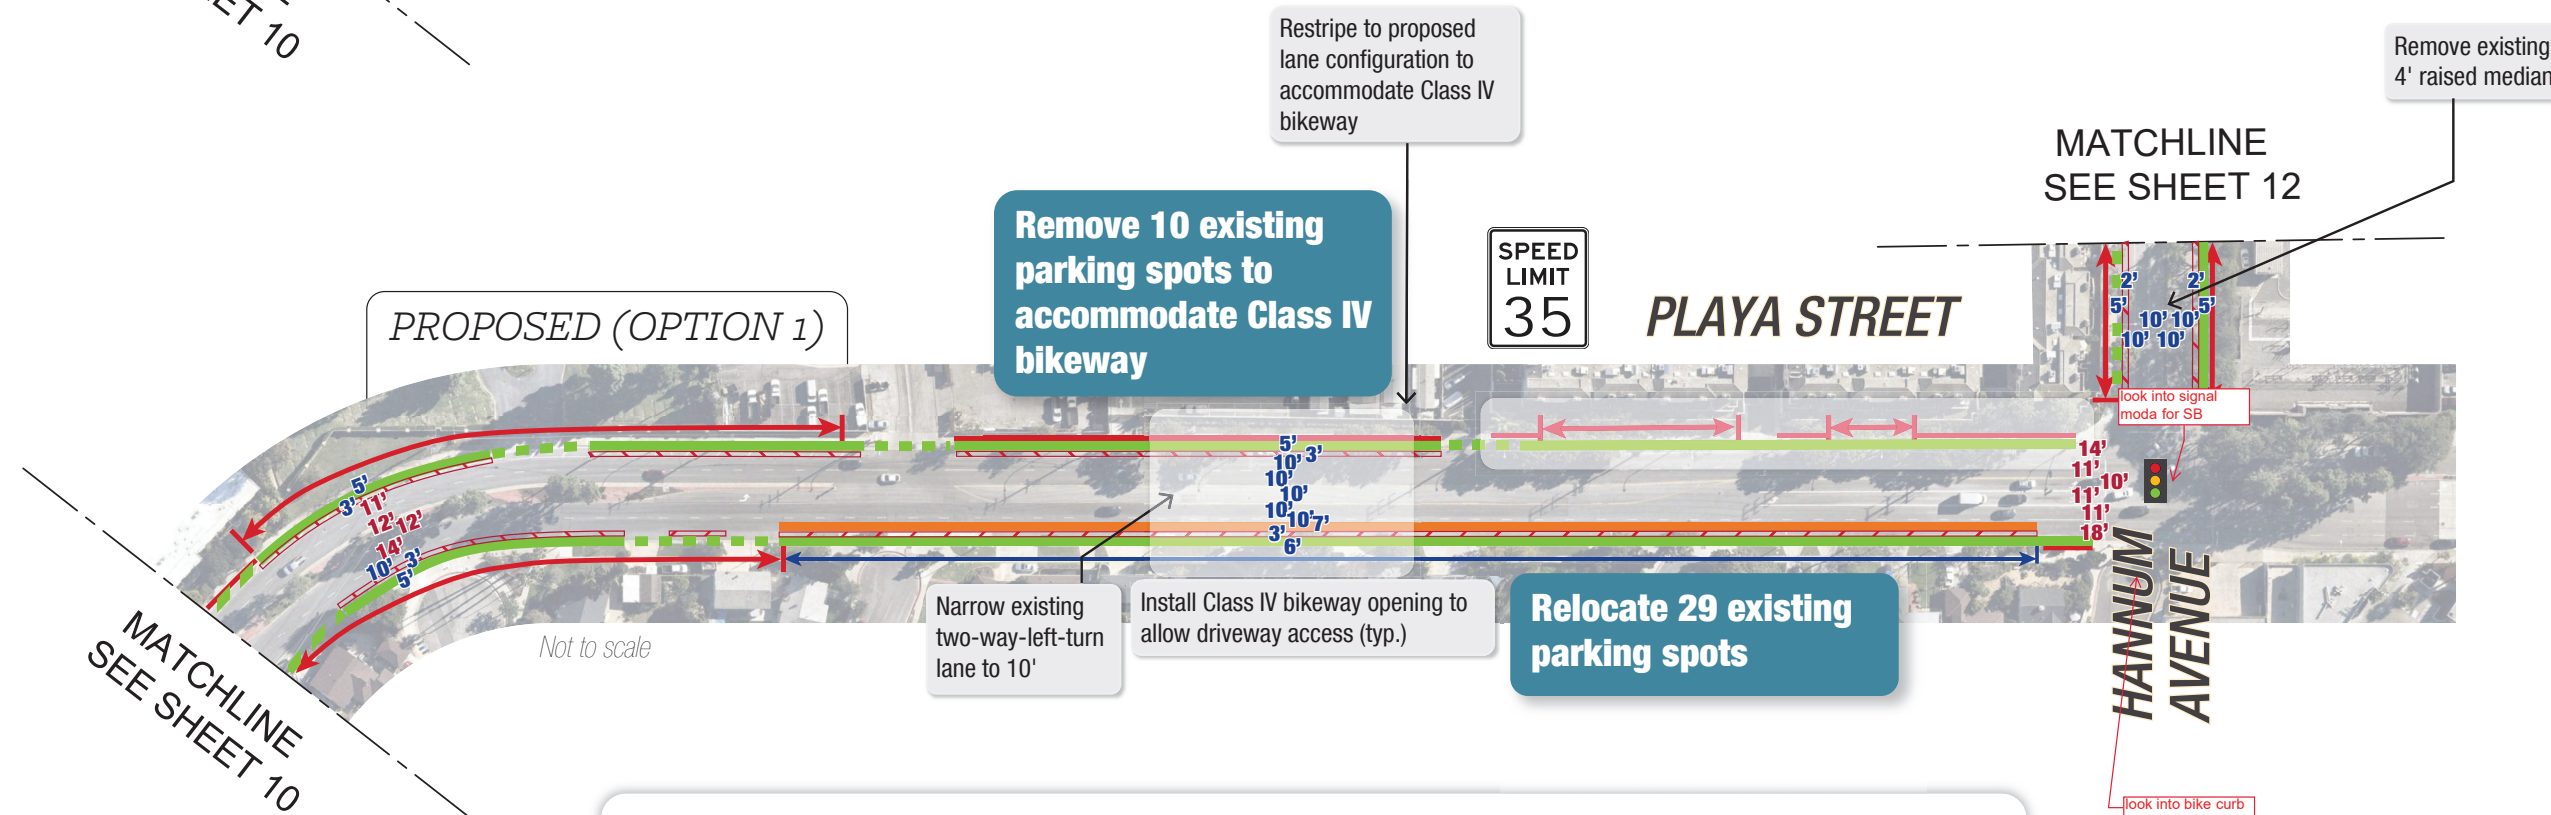 SHEET 10
Restripe to proposed
lane configuration to
accommodate Class IV
bikeway
Remove existing
4' raised median
MATCHLINE
SEE SHEET 12
Remove 10 existing
parking spots to
accommodate Class IV
bikeway
SPEED
LIMIT
35
PLAYA STREET
PROPOSED (OPTION 1)
2' 2'
5' 5'
10' 10'
10' 10'
look into signal
moda for SB
5'
3'
11'
12'
12'
14'
10'
3'
5'
5'
10' 3'
10'
10'
10'
10'
7'
3'
6'
14'
11'
10'
11'
11'
18'
HANNUM
AVENUE
Narrow existing
two-way-left-turn
lane to 10'
Install Class IV bikeway opening to
allow driveway access (typ.)
Relocate 29 existing
parking spots
Not to scale
MATCHLINE
SEE SHEET 10
look into bike curb